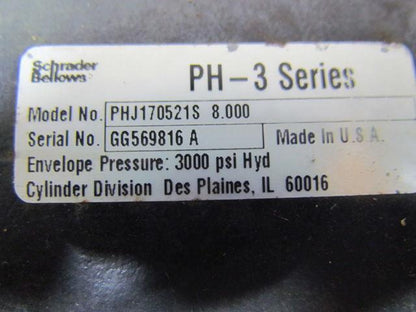 Schrader
Bellows
PH-3 Series
Model No. PHJ170521S 8.000
Serial No. GG569816 A Made in U.S.A.
Envelope Pressure: 3000 psi Hyd
Cylinder Division Des Plaines, IL 60016